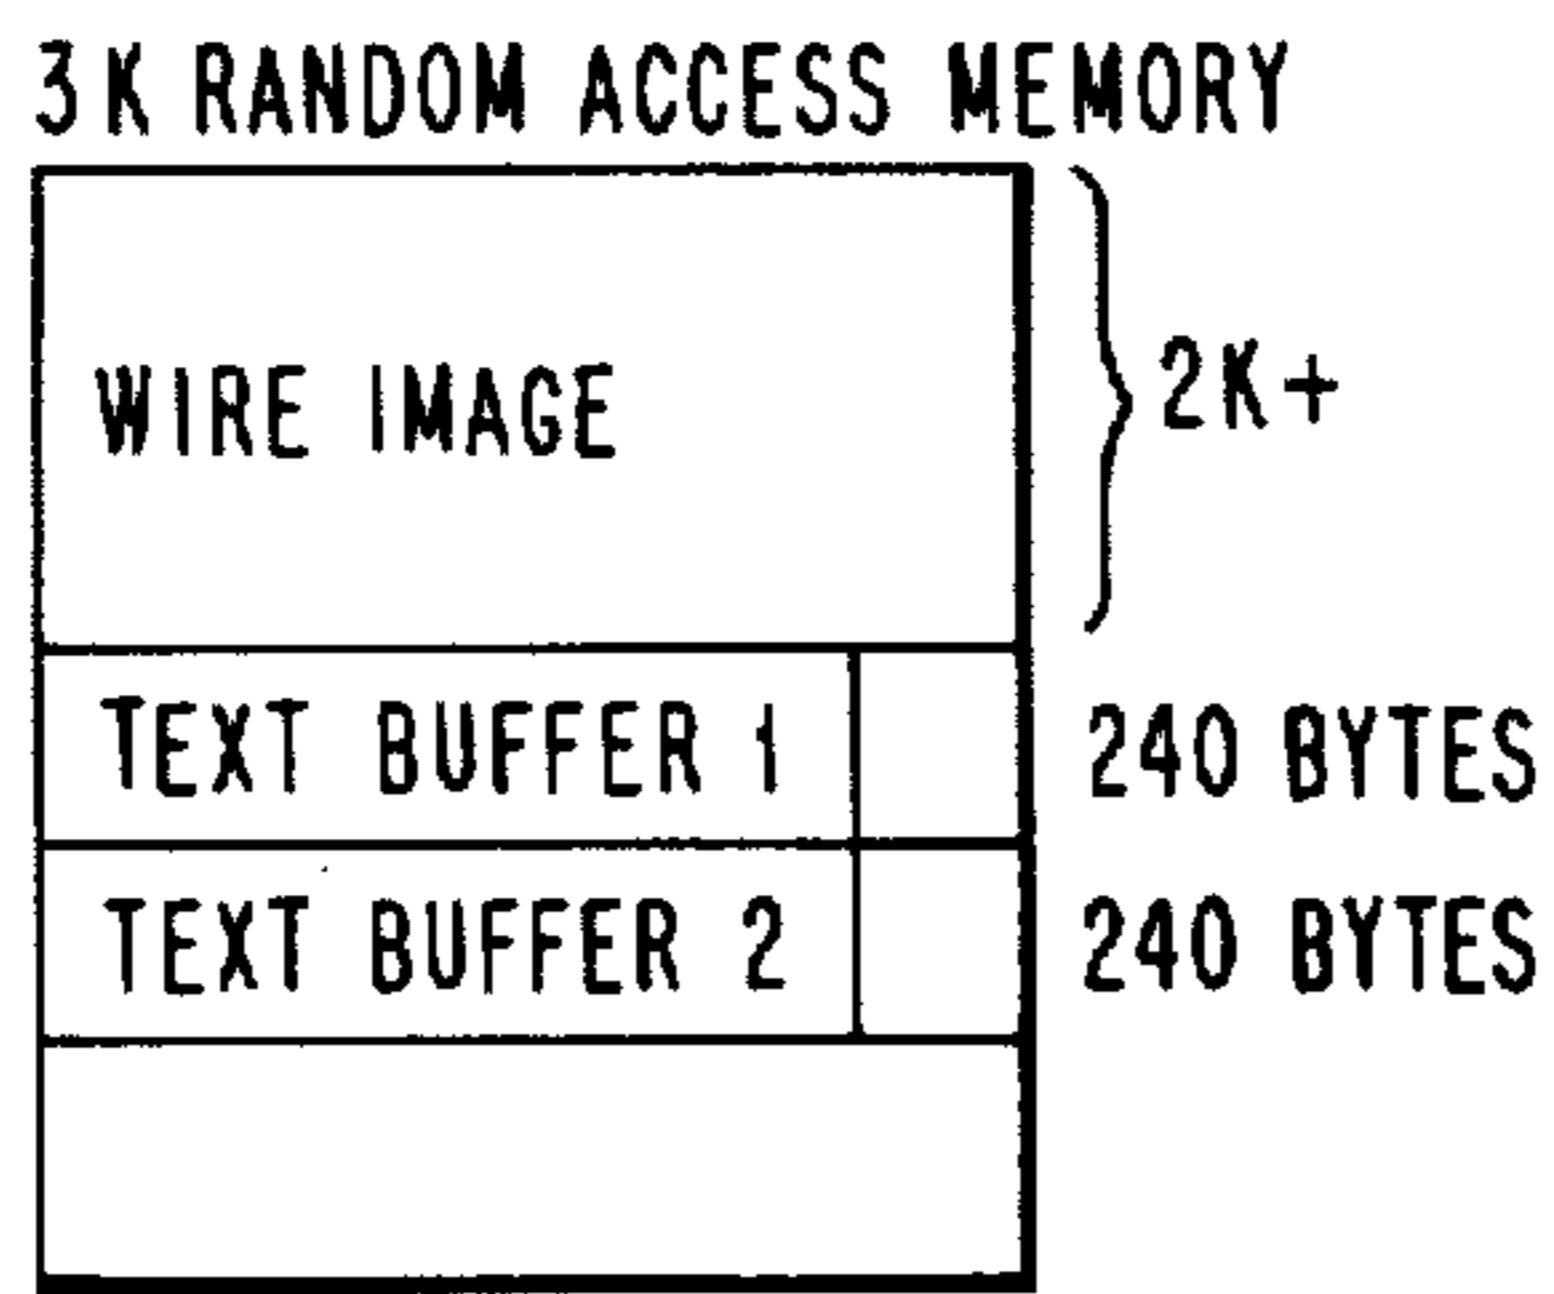 3K RANDOM ACCESS MEMORY
WIRE IMAGE
2K+
TEXT BUFFER 1
240 BYTES
TEXT BUFFER 2
240 BYTES